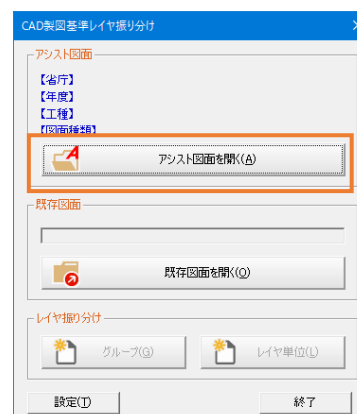 CAD製図基準レイヤ振り分け
アシスト図面
【省庁】
【年度】
【工種】
【図面種類】
アシスト図面を開く(A)
既存図面
既存図面を開く(O)
レイヤ振り分け
グループ(G)
レイヤ単位(L)
設定(T)
終了